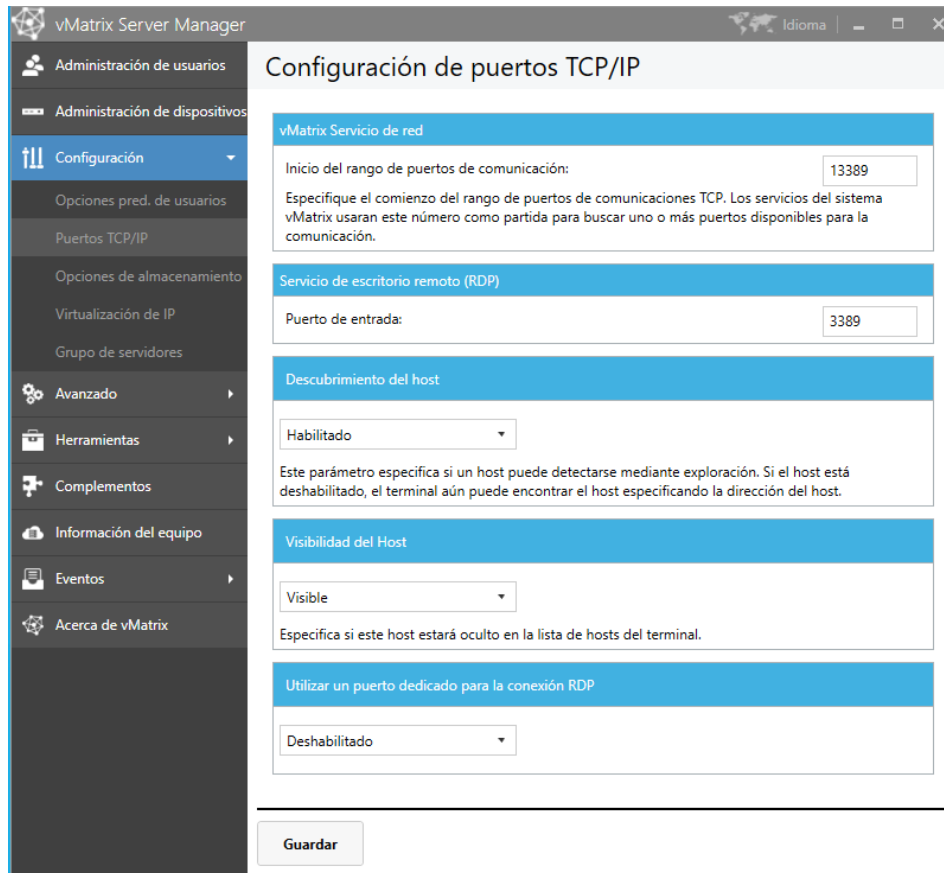 vMatrix Server Manager
Idioma
Administración de usuarios
Administración de dispositivos
Configuración
Opciones pred. de usuarios
Puertos TCP/IP
Opciones de almacenamiento
Virtualización de IP
Grupo de servidores
Avanzado
Herramientas
Complementos
Información del equipo
Eventos
Acerca de vMatrix
Configuración de puertos TCP/IP
vMatrix Servicio de red
Inicio del rango de puertos de comunicación:
13389
Especifique el comienzo del rango de puertos de comunicaciones TCP. Los servicios del sistema
vMatrix usaran este número como partida para buscar uno o más puertos disponibles para la
comunicación.
Servicio de escritorio remoto (RDP)
Puerto de entrada:
3389
Descubrimiento del host
Habilitado
Este parámetro especifica si un host puede detectarse mediante exploración. Si el host está
deshabilitado, el terminal aún puede encontrar el host especificando la dirección del host.
Visibilidad del Host
Visible
Especifica si este host estará oculto en la lista de hosts del terminal.
Utilizar un puerto dedicado para la conexión RDP
Deshabilitado
Guardar